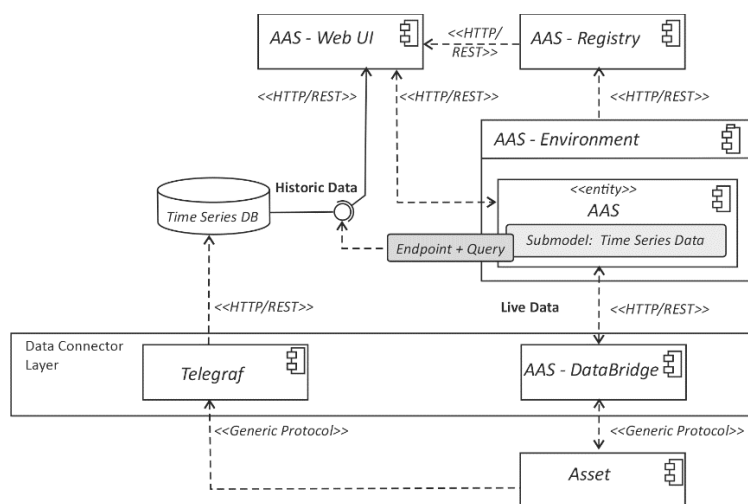 AAS - Web UI
<<HTTP/
REST>>
AAS - Registry
<<HTTP/REST>>
<<HTTP/REST>>
<<HTTP/REST>>
AAS - Environment
<<entity>>
AAS
Historic Data
Time Series DB
Submodel: Time Series Data
Endpoint + Query
<<HTTP/REST>>
Live Data
<<HTTP/REST>>
Data Connector
Layer
Telegraf
AAS - DataBridge
<<Generic Protocol>>
<<Generic Protocol>>
Asset